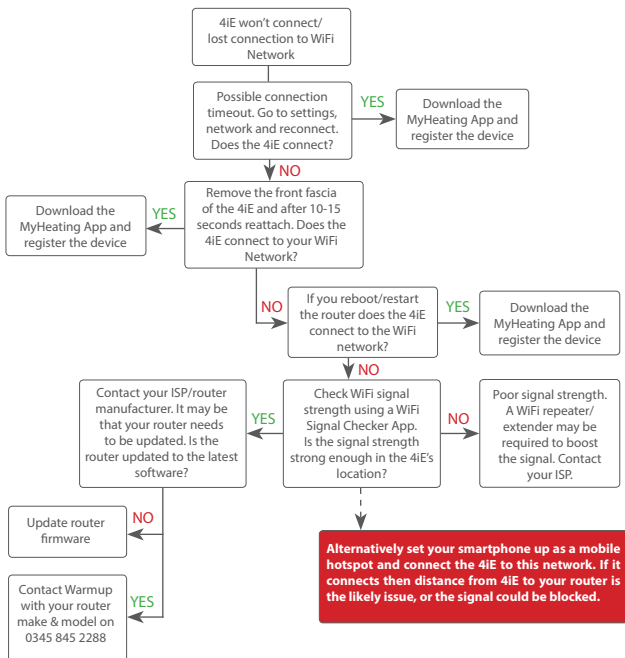 4iE won't connect/
lost connection to WiFi
Network
Possible connection
timeout. Go to settings,
network and reconnect.
Does the 4iE connect?
YES
Download the
MyHeating App and
register the device
NO
Remove the front fascia
of the 4iE and after 10-15
seconds reattach. Does the
4iE connect to your WiFi
Network?
YES
Download the
MyHeating App and
register the device
NO
If you reboot/restart
the router does the 4iE
connect to the WiFi
network?
YES
Download the
MyHeating App and
register the device
NO
Check WiFi signal
strength using a WiFi
Signal Checker App.
Is the signal strength
strong enough in the 4iE's
location?
NO
Poor signal strength.
A WiFi repeater/
extender may be
required to boost
the signal. Contact
your ISP.
YES
Contact your ISP/router
manufacturer. It may be
that your router needs
to be updated. Is the
router updated to the latest
software?
NO
Update router
firmware
YES
Contact Warmup
with your router
make & model on
0345 845 2288
Alternatively set your smartphone up as a mobile
hotspot and connect the 4iE to this network. If it
connects then distance from 4iE to your router is
the likely issue, or the signal could be blocked.